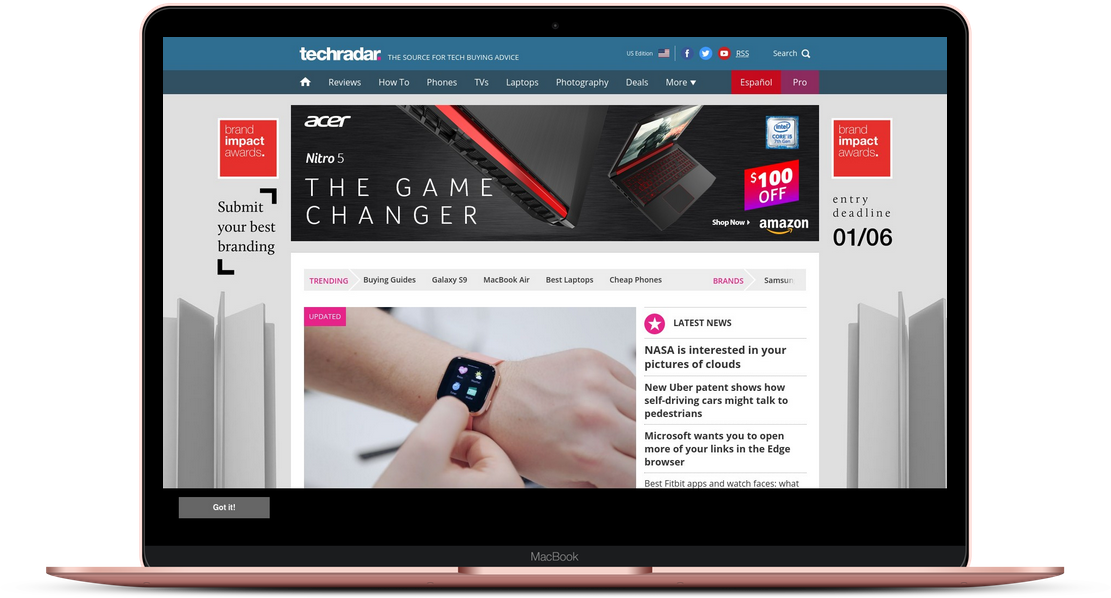 techradar.
THE SOURCE FOR TECH BUYING ADVICE
US Edition
RSS
Search
Reviews How To Phones TVs Laptops Photography Deals More Español Pro
brand
impact
awards.
Submit
your best
branding
acer
Nitro 5
THE GAME
CHANGER
intel
CORE i5
7th Gen
$100
OFF
Shop Now
amazon
brand
impact
awards.
entry
deadline
01/06
TRENDING Buying Guides Galaxy S9 MacBook Air Best Laptops Cheap Phones BRANDS
UPDATED
LATEST NEWS
NASA is interested in your
pictures of clouds
New Uber patent shows how
self-driving cars might talk to
pedestrians
Microsoft wants you to open
more of your links in the Edge
browser
Best Fitbit apps and watch faces: what
Got it!
MacBook